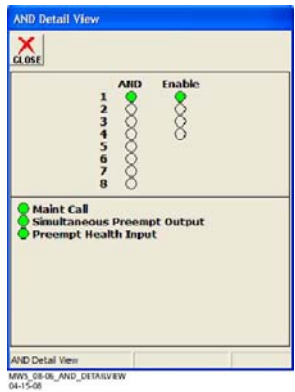 AND Detail View
CLOSE
AND Enable
1
2
3
4
5
6
7
8
Maint Call
Simultaneous Preempt Output
Preempt Health Input
AND Detail View
MWS_08-06_AND_DETAILVIEW
04-15-08